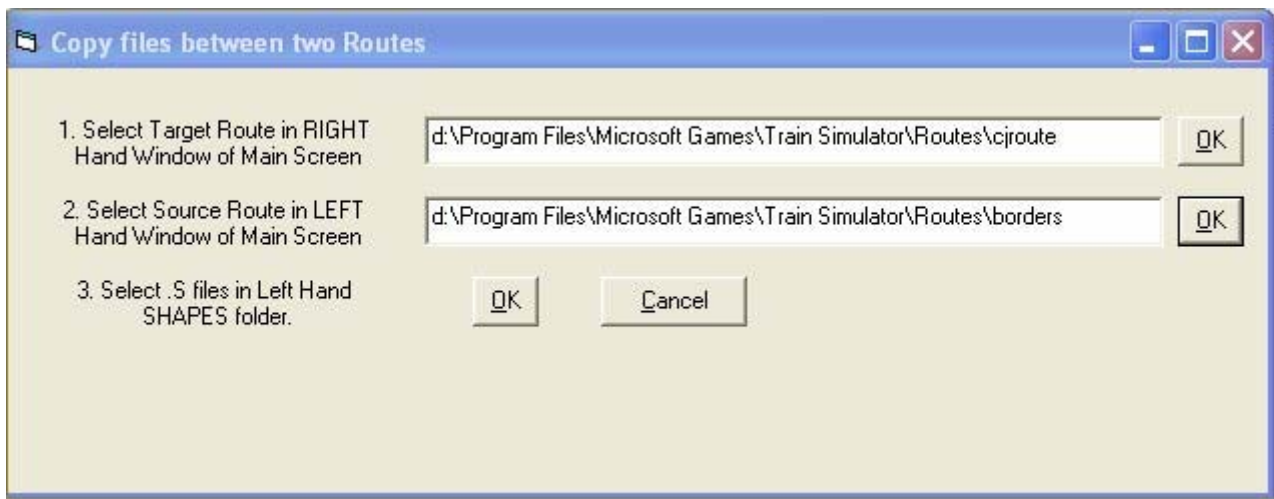 Copy files between two Routes
1. Select Target Route in RIGHT
Hand Window of Main Screen
d:\Program Files\Microsoft Games\Train Simulator\Routes\cjroute
OK
2. Select Source Route in LEFT
Hand Window of Main Screen
d:\Program Files\Microsoft Games\Train Simulator\Routes\borders
OK
3. Select .S files in Left Hand
SHAPES folder.
OK
Cancel